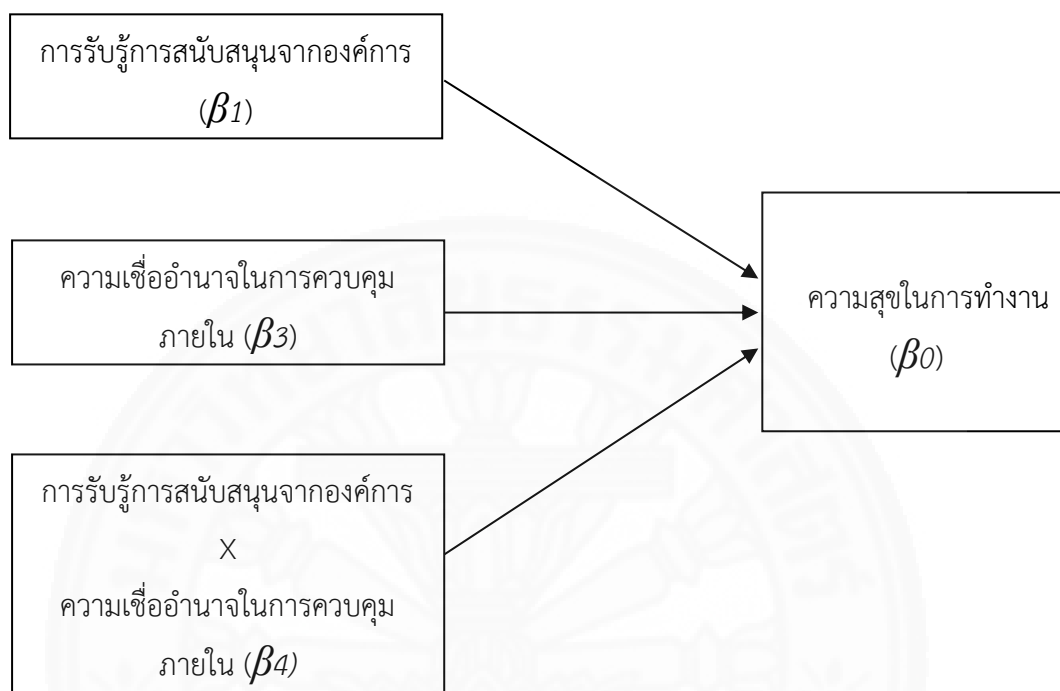 การรับรู้การสนับสนุนจากองค์การ
(β1)
ความเชื่ออำนาจในการควบคุม
ภายใน (β3)
ความสุขในการทำงาน
(β0)
การรับรู้การสนับสนุนจากองค์การ
X
ความเชื่ออำนาจในการควบคุม
ภายใน (β4)